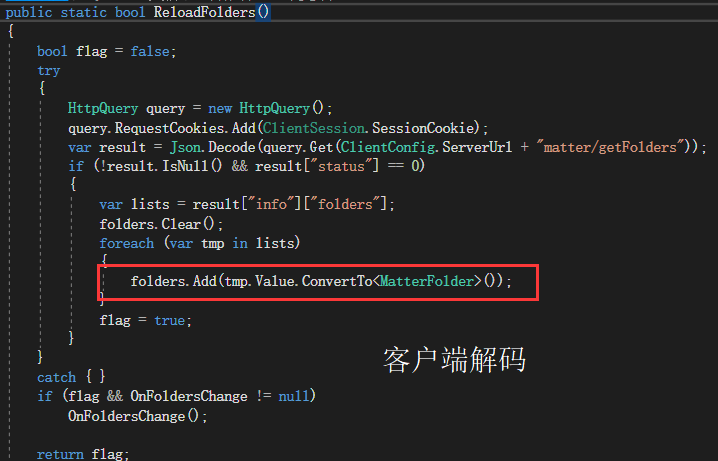 public static bool ReloadFolders()
{
bool flag = false;
try
{
HttpQuery query = new HttpQuery();
query.RequestCookies.Add(ClientSession.SessionCookie);
var result = Json.Decode(query.Get(ClientConfig.ServerUrl + "matter/getFolders"));
if (!result.IsNull() && result["status"] == 0)
{
var lists = result["info"]["folders"];
folders.Clear();
foreach (var tmp in lists)
{
folders.Add(tmp.Value.ConvertTo<MatterFolder>());
}
flag = true;
}
}
客户端解码
catch { }
if (flag && OnFoldersChange != null)
OnFoldersChange();
return flag;